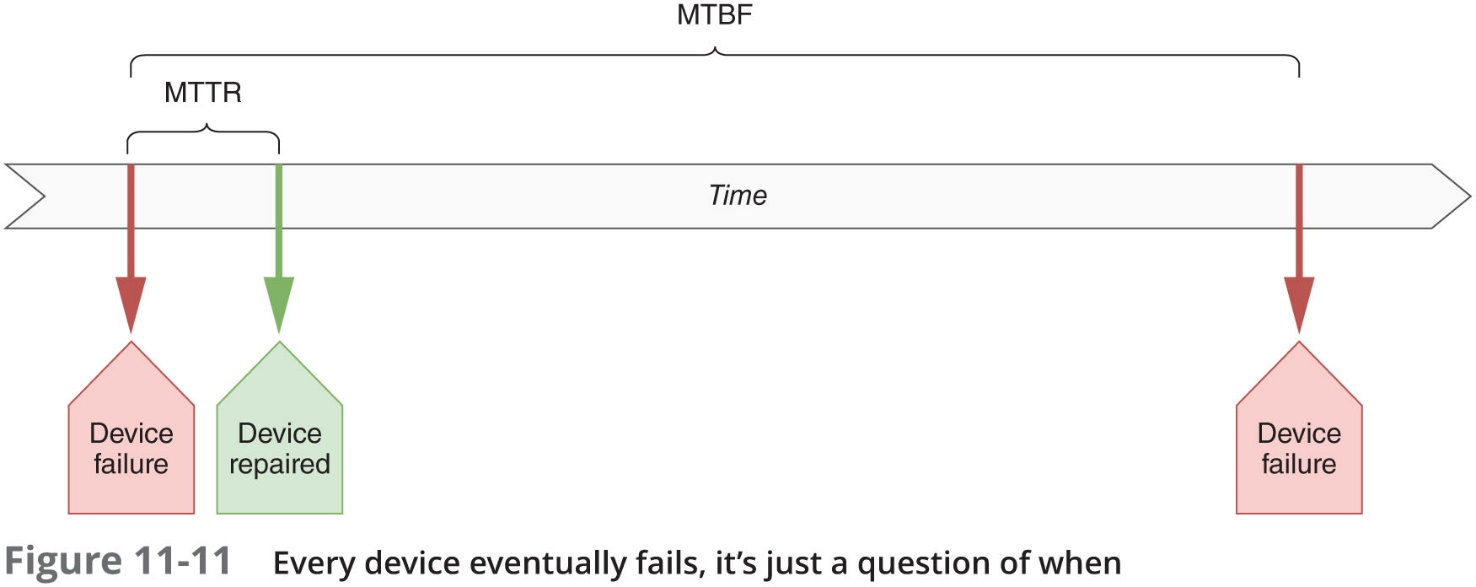 MTBF
MTTR
Time
Device
failure
Device
repaired
Device
failure
Figure 11-11 Every device eventually fails, it’s just a question of when